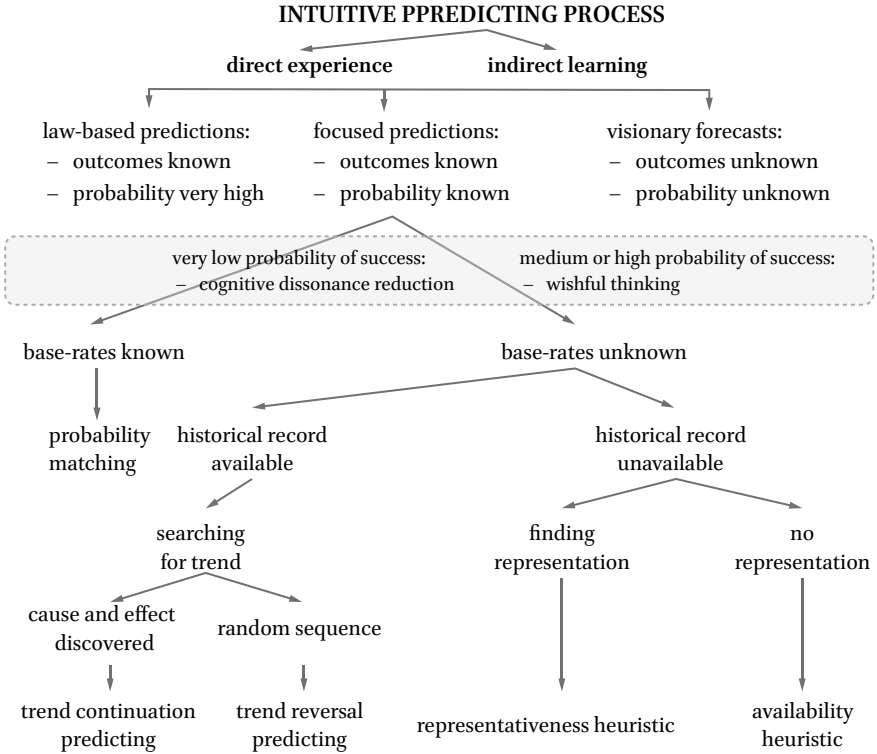 INTUITIVE PPREDICTING PROCESS
direct experience
indirect learning
law-based predictions:
– outcomes known
– probability very high
focused predictions:
– outcomes known
– probability known
visionary forecasts:
– outcomes unknown
– probability unknown
very low probability of success:
– cognitive dissonance reduction
medium or high probability of success:
– wishful thinking
base-rates known
base-rates unknown
probability
matching
historical record
available
historical record
unavailable
searching
for trend
finding
representation
no
representation
cause and effect
discovered
random sequence
trend continuation
predicting
trend reversal
predicting
representativeness heuristic
availability
heuristic